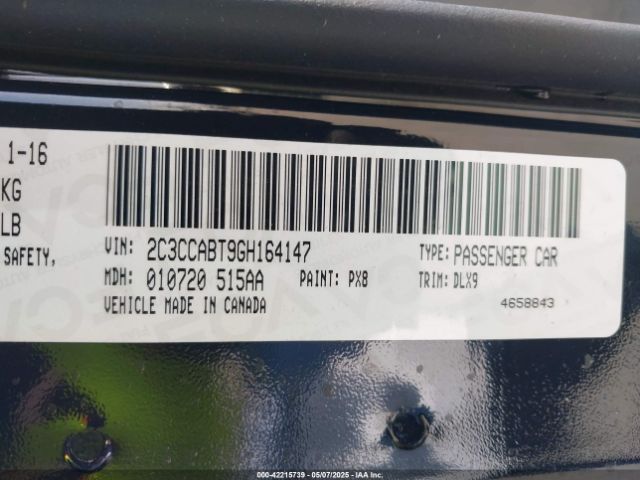 1-16
KG
LB
SAFETY,
VIN: 2C3CCABT9GH164147 TYPE: PASSENGER CAR
MDH: 010720 515AA PAINT: PX8 TRIM: DLX9
VEHICLE MADE IN CANADA 4658843
000-42215739 - 05/07/2025 - IAAI Inc.